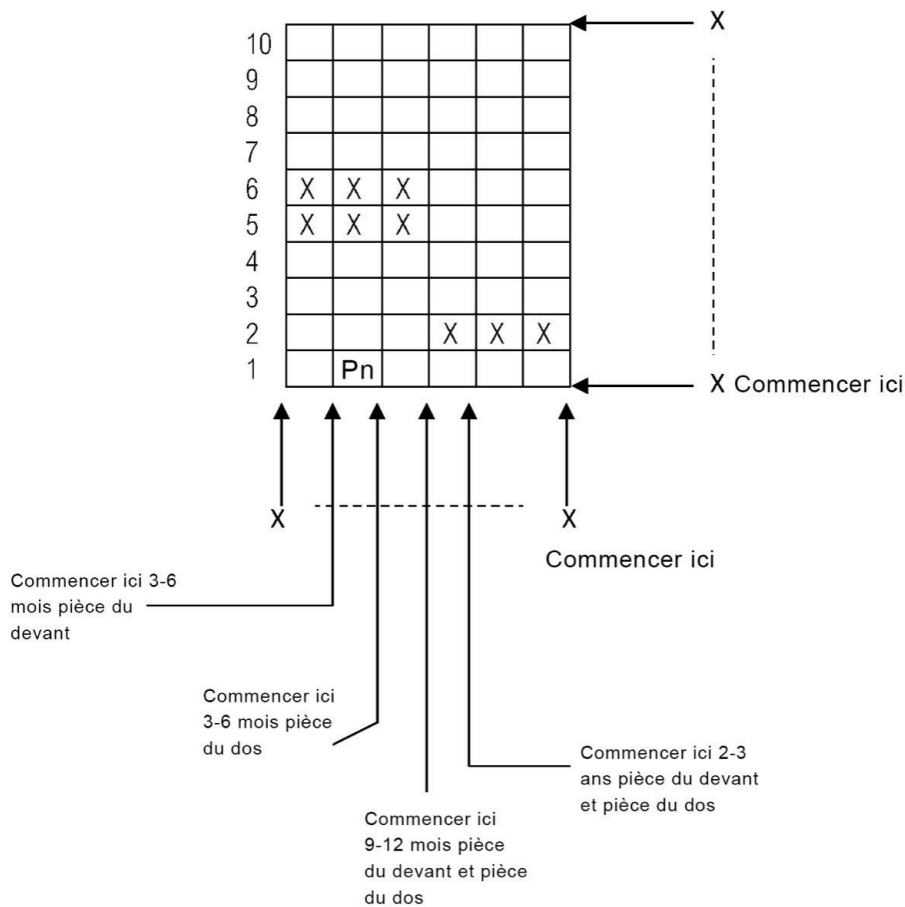 X
10
9
8
7
6 X X X
5 X X X
4
3
2 X X X
1 Pn
X Commencer ici
X X
Commencer ici
Commencer ici 3-6
mois pièce du
devant
Commencer ici
3-6 mois pièce
du dos
Commencer ici 2-3
ans pièce du devant
et pièce du dos
Commencer ici
9-12 mois pièce
du devant et pièce
du dos